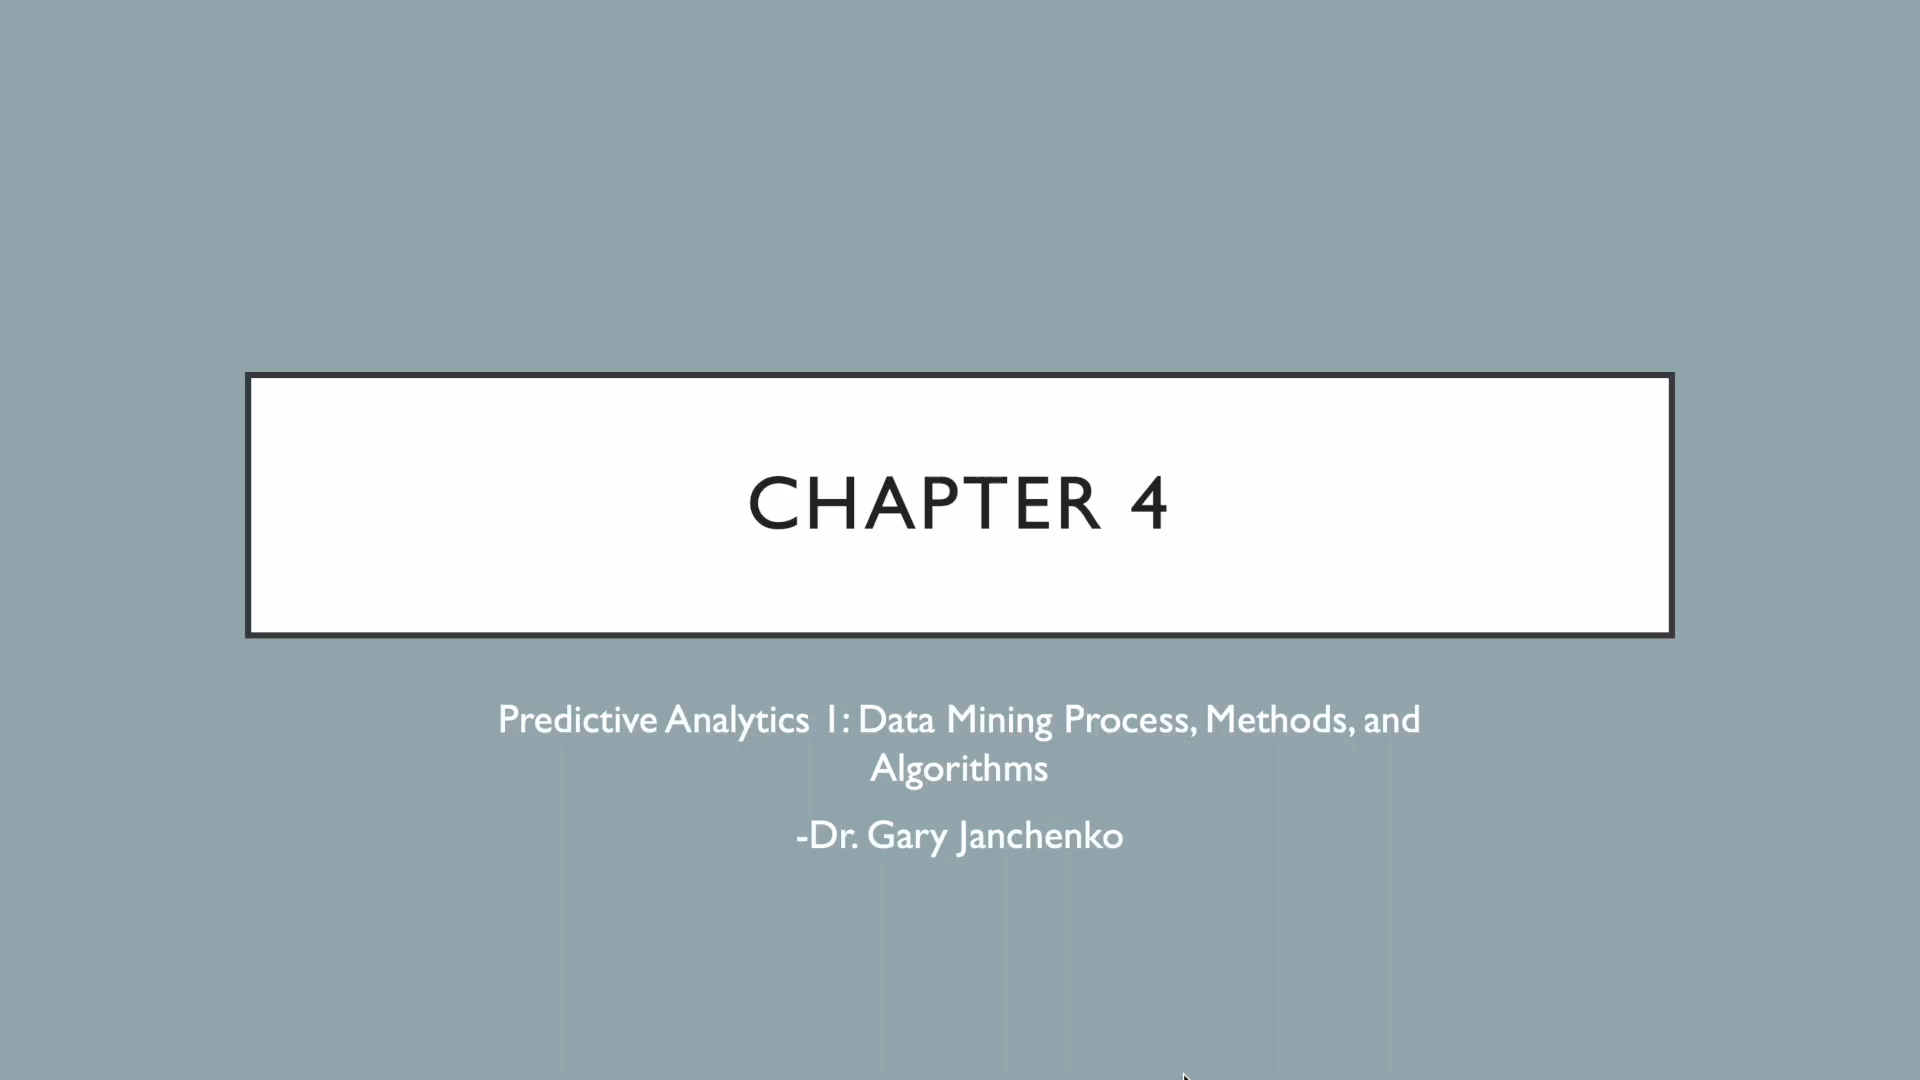 CHAPTER 4
Predictive Analytics 1: Data Mining Process, Methods, and
Algorithms
-Dr. Gary Janchenko